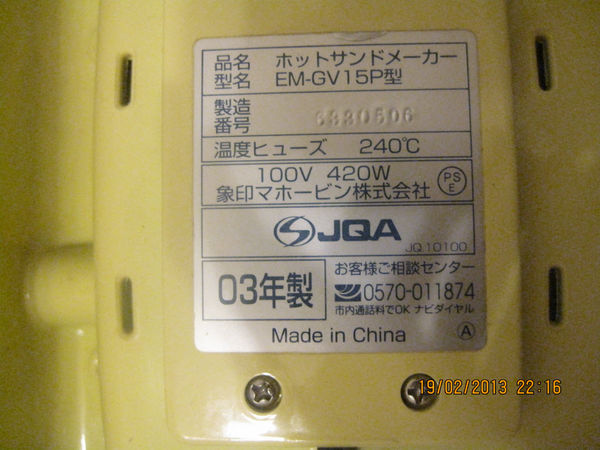 品名 ホットサンドメーカー
型名 EM-GV15P型
製造
番号 6330506
温度ヒューズ 240℃
100V 420W
象印マホービン株式会社
PS
E
JQA
JQ 10100
03年製
お客様ご相談センター
0570-011874
市内通話料でOK ナビダイヤル
Made in China
A
19/02/2013 22:16